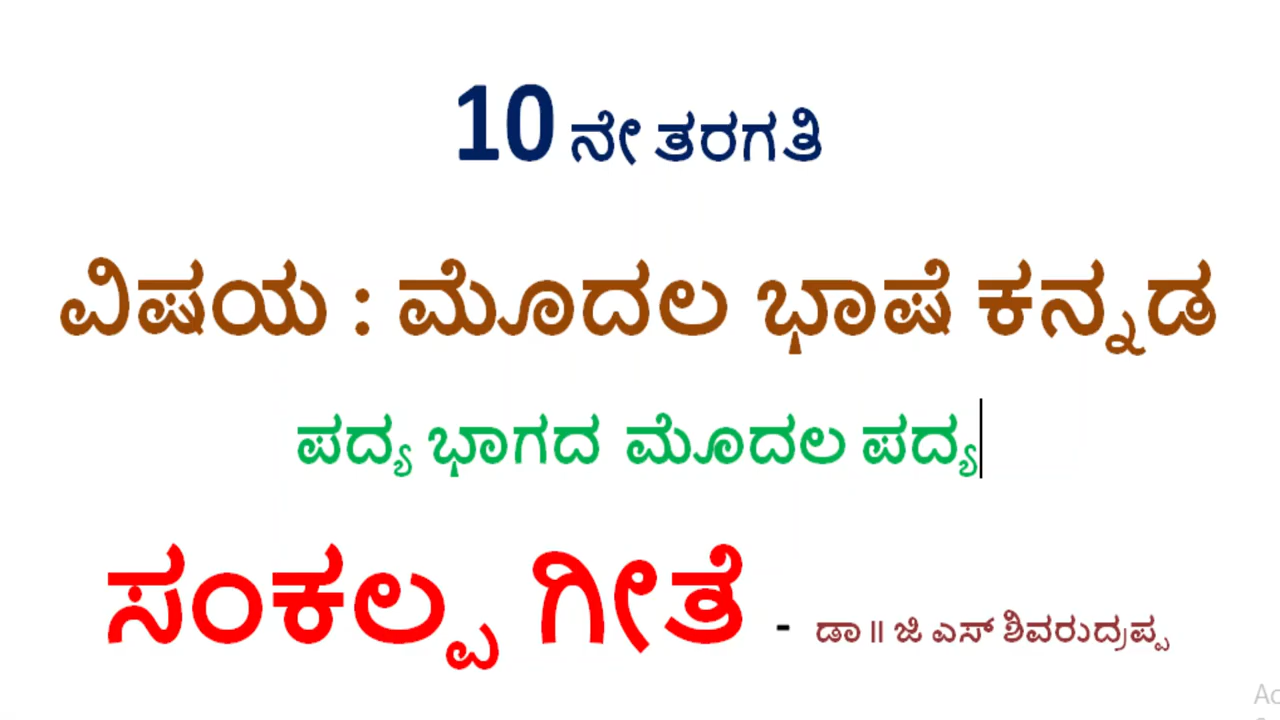 10 ನೇ ತರಗತಿ
ವಿಷಯ : ಮೊದಲ ಭಾಷೆ ಕನ್ನಡ
ಪದ್ಯ ಭಾಗದ ಮೊದಲ ಪದ್ಯ
ಸಂಕಲ್ಪ ಗೀತೆ - ಡಾ || ಜಿ ಎಸ್ ಶಿವರುದ್ರಪ್ಪ